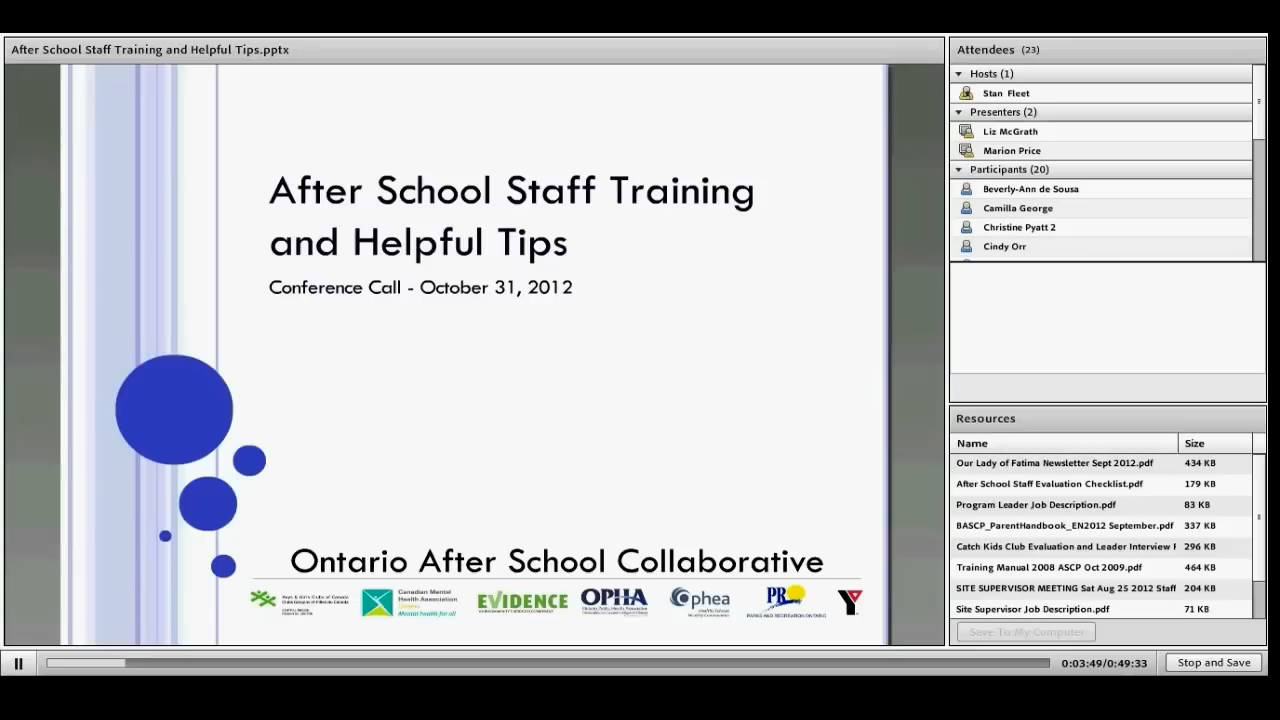 After School Staff Training and Helpful Tips.pptx
After School Staff Training
and Helpful Tips
Conference Call - October 31, 2012
Ontario After School Collaborative
Canadian Mental
Health Association
Ontario
Mental health for all
EVIDENCE
OPHA
Ophea
PRO
PARKS AND RECREATION ONTARIO
Y
Attendees (23)
Hosts (1)
Stan Fleet
Presenters (2)
Liz McGrath
Marion Price
Participants (20)
Beverly-Ann de Sousa
Camilla George
Christine Pyatt 2
Cindy Orr
Resources
Name Size
Our Lady of Fatima Newsletter Sept 2012.pdf 434 KB
After School Staff Evaluation Checklist.pdf 179 KB
Program Leader Job Description.pdf 83 KB
BASCP_ParentHandbook_EN2012 September.pdf 337 KB
Catch Kids Club Evaluation and Leader Interview F 296 KB
Training Manual 2008 ASCP Oct 2009.pdf 464 KB
SITE SUPERVISOR MEETING Sat Aug 25 2012 Staff 204 KB
Site Supervisor Job Description.pdf 71 KB
Save To My Computer
0:03:49/0:49:33
Stop and Save